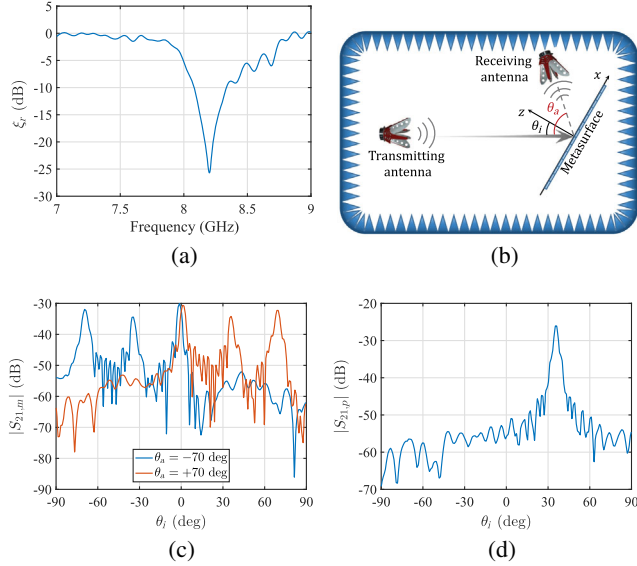 0
-5
-10
-15
-20
-25
-30
ξr (dB)
7
7.5
8
8.5
9
Frequency (GHz)
(a)
Receiving
antenna
Transmitting
antenna
x
z
θa
θi
Metasurface
(b)
-30
-40
-50
-60
-70
-80
-90
|S21,m| (dB)
θa = −70 deg
θa = +70 deg
-90
-60
-30
0
30
60
90
θi (deg)
(c)
-20
-30
-40
-50
-60
-70
|S21,p| (dB)
-90
-60
-30
0
30
60
90
θi (deg)
(d)